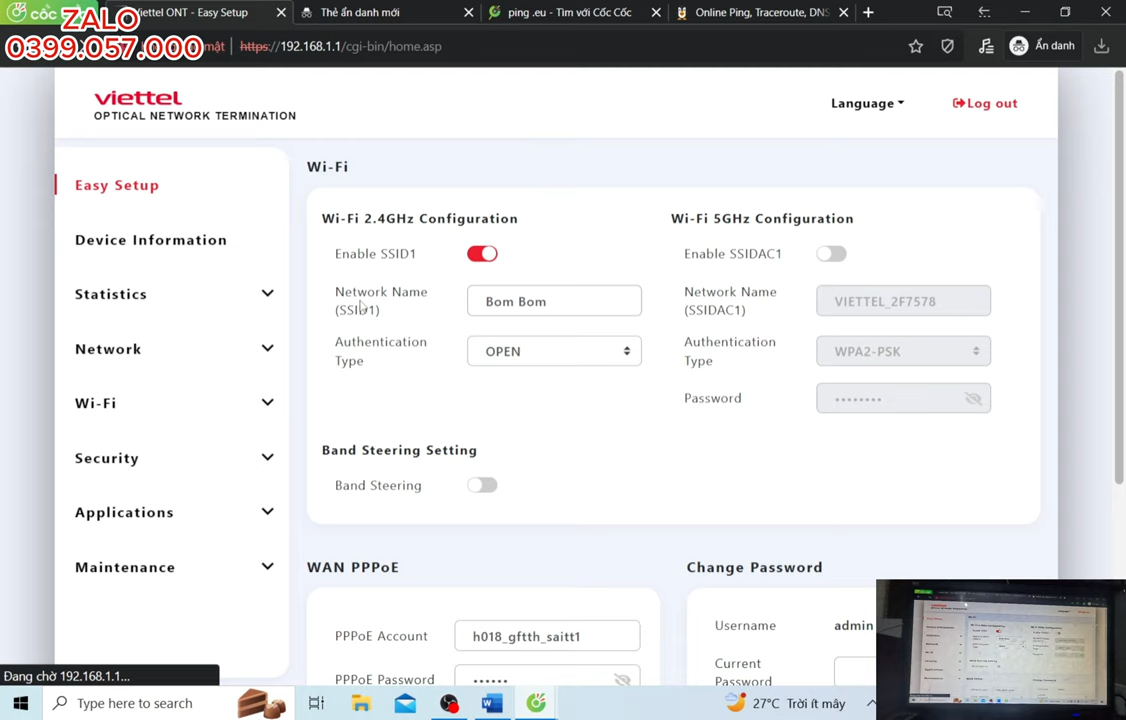 cốc
ZALO
0399.057.000
Viettel ONT - Easy Setup
Thẻ ẩn danh mới
ping .eu - Tìm với Cốc Cốc
Online Ping, Traceroute, DNS
mật
https://192.168.1.1/cgi-bin/home.asp
Ẩn danh
viettel
OPTICAL NETWORK TERMINATION
Language
Log out
Easy Setup
Device Information
Statistics
Network
Wi-Fi
Security
Applications
Maintenance
Wi-Fi
Wi-Fi 2.4GHz Configuration
Enable SSID1
Network Name
(SSID1)
Bom Bom
Authentication
Type
OPEN
Wi-Fi 5GHz Configuration
Enable SSIDAC1
Network Name
(SSIDAC1)
VIETTEL_2F7578
Authentication
Type
WPA2-PSK
Password
Band Steering Setting
Band Steering
WAN PPPoE
PPPoE Account
h018_gftth_saitt1
PPPoE Password
Change Password
Username
admin
Current
Password
Đang chờ 192.168.1.1...
Type here to search
27°C Trời ít mây